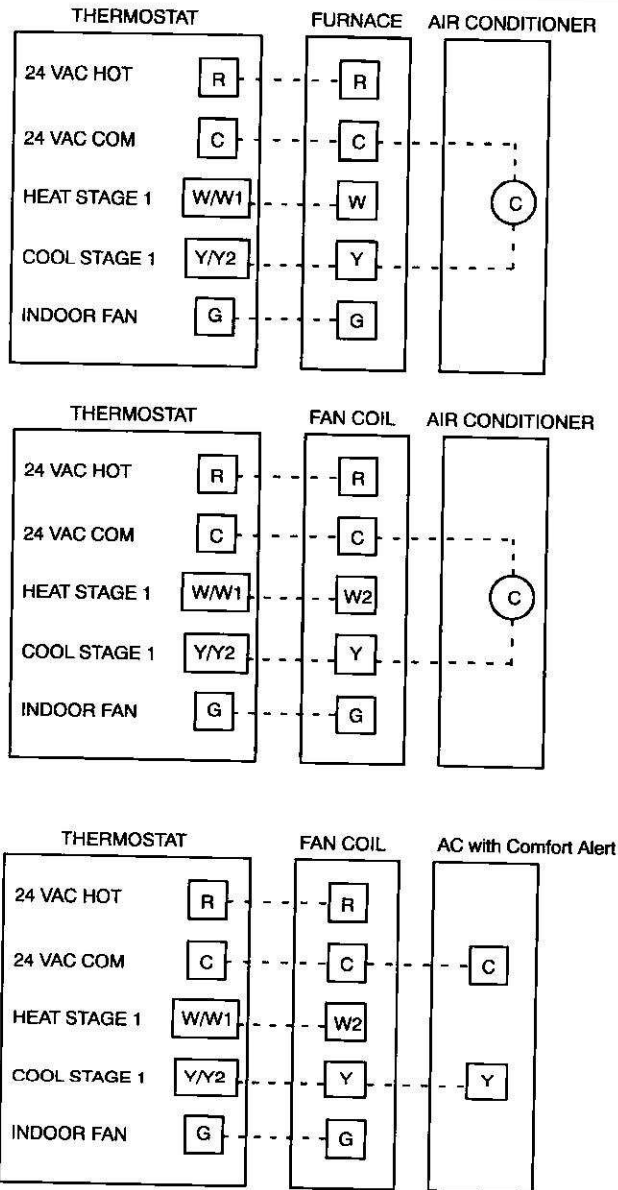 THERMOSTAT FURNACE AIR CONDITIONER
24 VAC HOT R R
24 VAC COM C C
HEAT STAGE 1 W/W1 W C
COOL STAGE 1 Y/Y2 Y
INDOOR FAN G G
THERMOSTAT FAN COIL AIR CONDITIONER
24 VAC HOT R R
24 VAC COM C C
HEAT STAGE 1 W/W1 W2 C
COOL STAGE 1 Y/Y2 Y
INDOOR FAN G G
THERMOSTAT FAN COIL AC with Comfort Alert
24 VAC HOT R R
24 VAC COM C C C
HEAT STAGE 1 W/W1 W2
COOL STAGE 1 Y/Y2 Y Y
INDOOR FAN G G